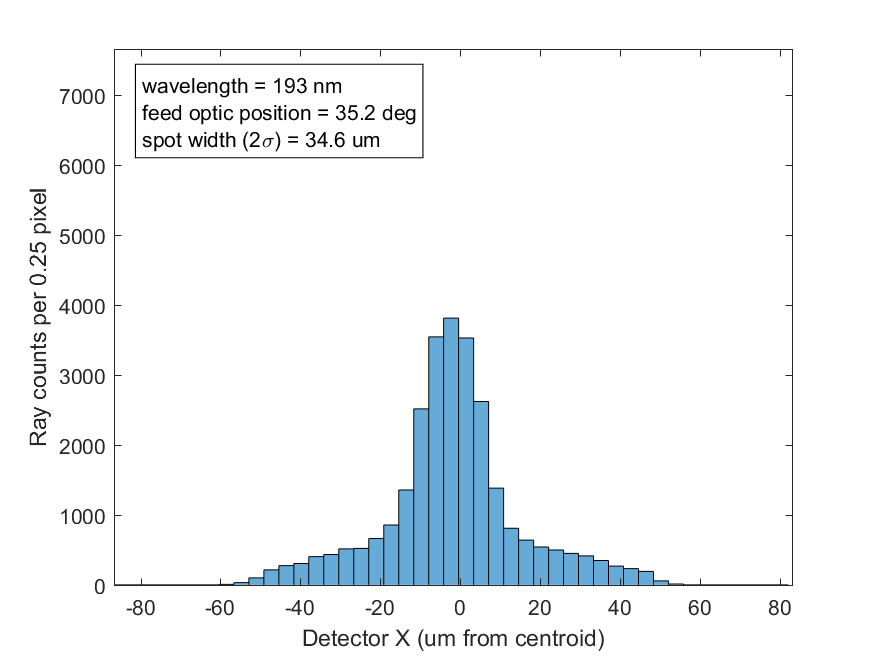 wavelength = 193 nm
feed optic position = 35.2 deg
spot width (2σ) = 34.6 um
7000
6000
5000
4000
3000
2000
1000
0
Ray counts per 0.25 pixel
-80 -60 -40 -20 0 20 40 60 80
Detector X (um from centroid)